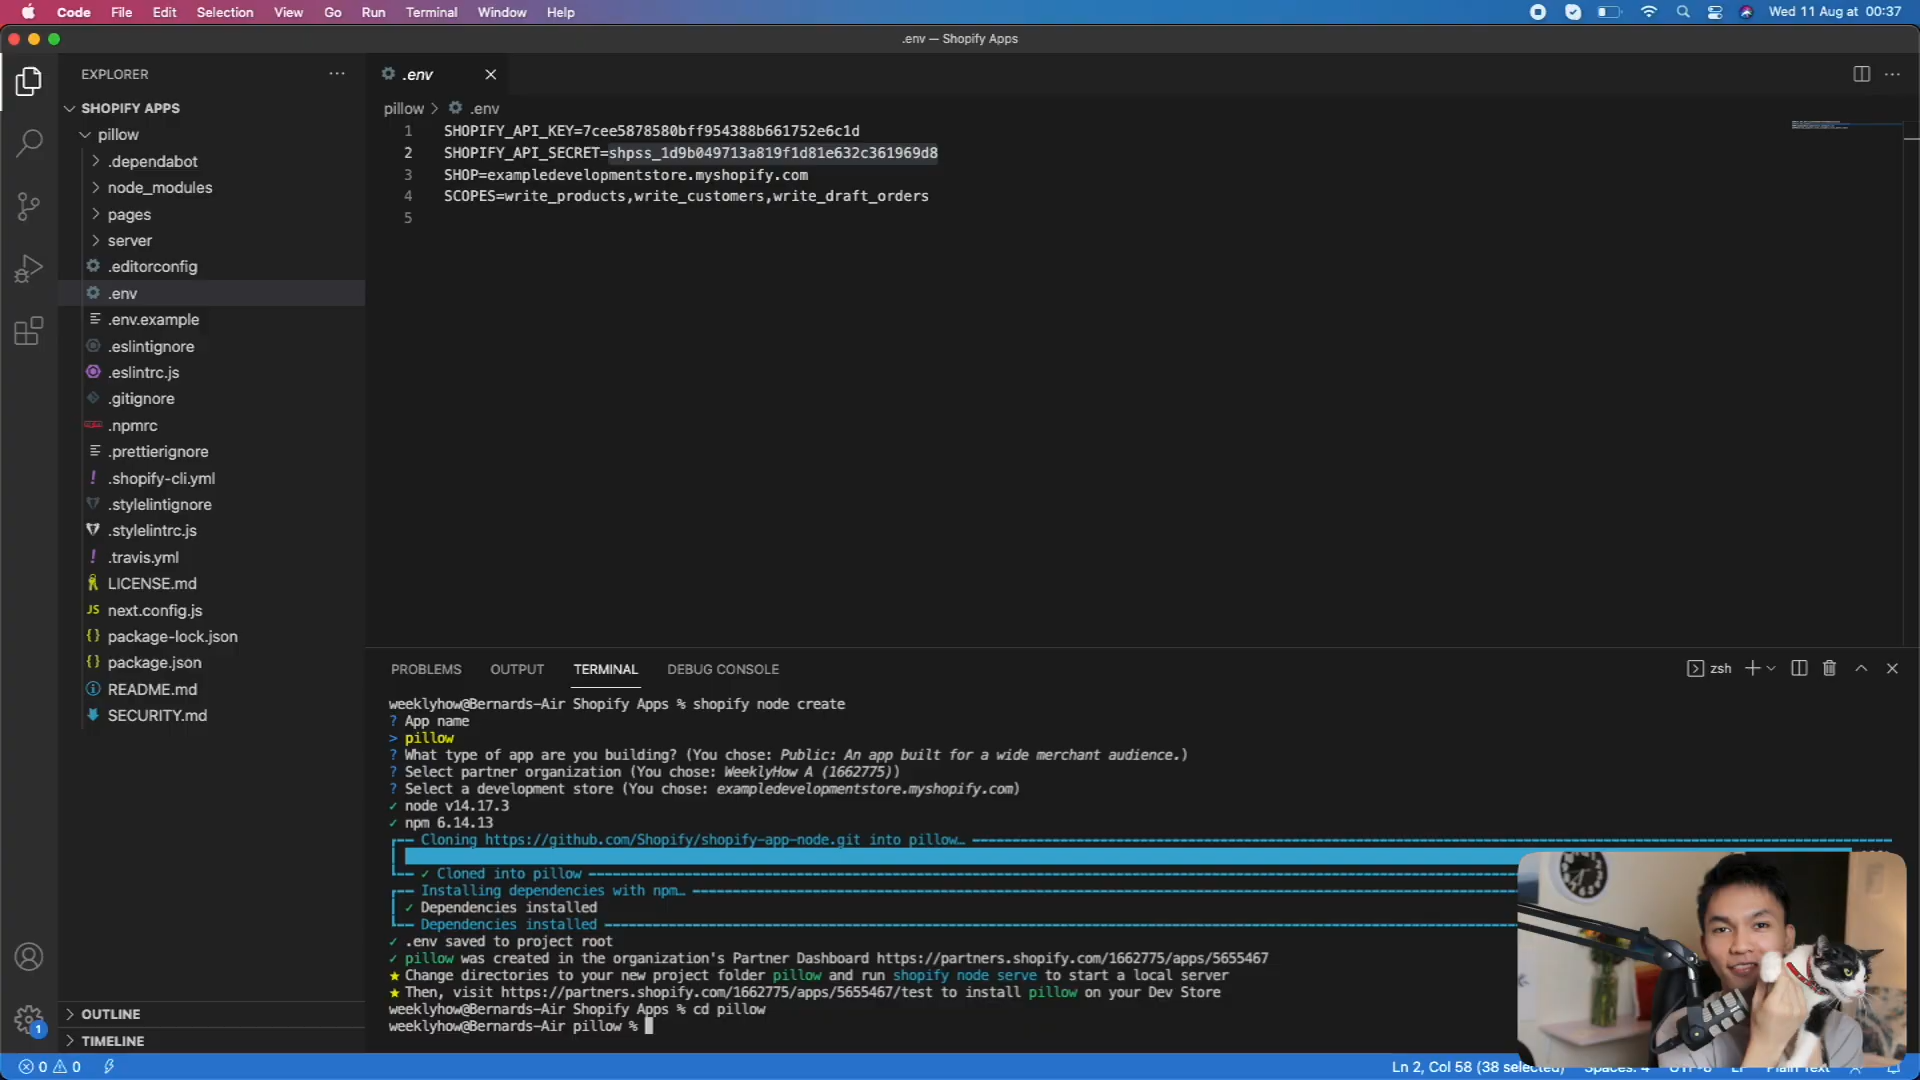 Code File Edit Selection View Go Run Terminal Window Help
Wed 11 Aug at 00:37
.env — Shopify Apps
EXPLORER
SHOPIFY APPS
pillow
.dependabot
node_modules
pages
server
.editorconfig
.env
.env.example
.eslintignore
.eslintrc.js
.gitignore
.npmrc
.prettierignore
.shopify-cli.yml
.stylelintignore
.stylelintrc.js
.travis.yml
LICENSE.md
JS next.config.js
{} package-lock.json
{} package.json
README.md
SECURITY.md
OUTLINE
TIMELINE
.env
pillow > .env
1 SHOPIFY_API_KEY=7cee5878580bff954388b661752e6c1d
2 SHOPIFY_API_SECRET=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
3 SHOP=exampledevelopmentstore.myshopify.com
4 SCOPES=write_products,write_customers,write_draft_orders
5
PROBLEMS OUTPUT TERMINAL DEBUG CONSOLE
zsh
weeklyhow@Bernards-Air Shopify Apps % shopify node create
? App name
> pillow
? What type of app are you building? (You chose: Public: An app built for a wide merchant audience.)
? Select partner organization (You chose: WeeklyHow A (1662775))
? Select a development store (You chose: exampledevelopmentstore.myshopify.com)
✓ node v14.17.3
✓ npm 6.14.13
Cloning https://github.com/Shopify/shopify-app-node.git into pillow…
✓ Cloned into pillow
Installing dependencies with npm…
✓ Dependencies installed
Dependencies installed
✓ .env saved to project root
✓ pillow was created in the organization's Partner Dashboard https://partners.shopify.com/1662775/apps/5655467
★ Change directories to your new project folder pillow and run shopify node serve to start a local server
★ Then, visit https://partners.shopify.com/1662775/apps/5655467/test to install pillow on your Dev Store
weeklyhow@Bernards-Air Shopify Apps % cd pillow
weeklyhow@Bernards-Air pillow %
1
0 0
Ln 2, Col 58 (38 selected) Spaces: 4 UTF-8 LF Plain Text